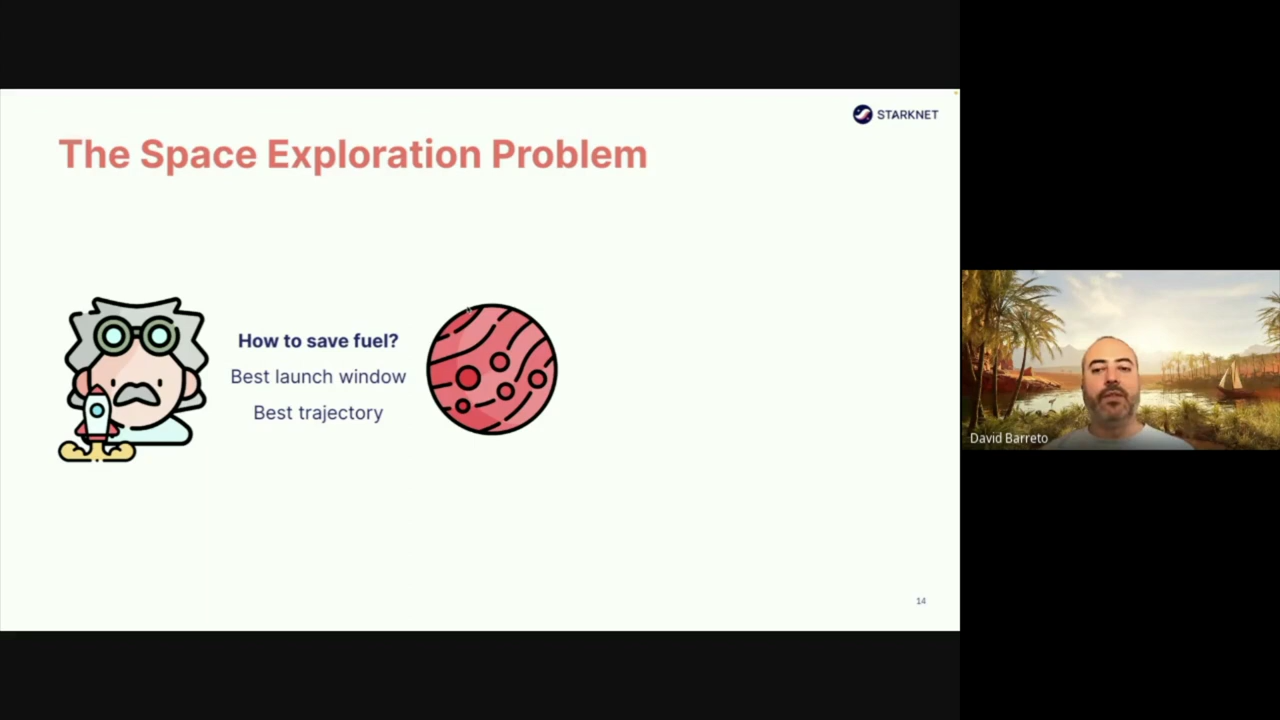 STARKNET
The Space Exploration Problem
How to save fuel?
Best launch window
Best trajectory
14
David Barreto